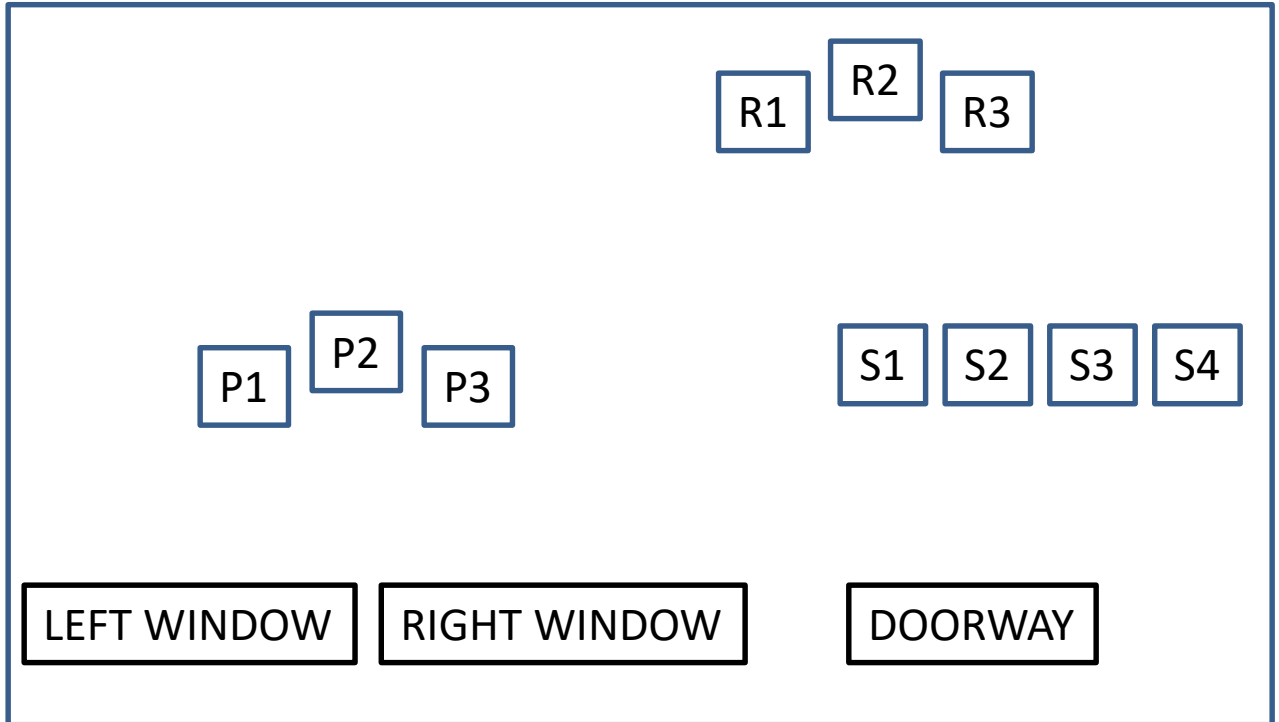 R1
R2
R3
P1
P2
P3
S1
S2
S3
S4
LEFT WINDOW
RIGHT WINDOW
DOORWAY